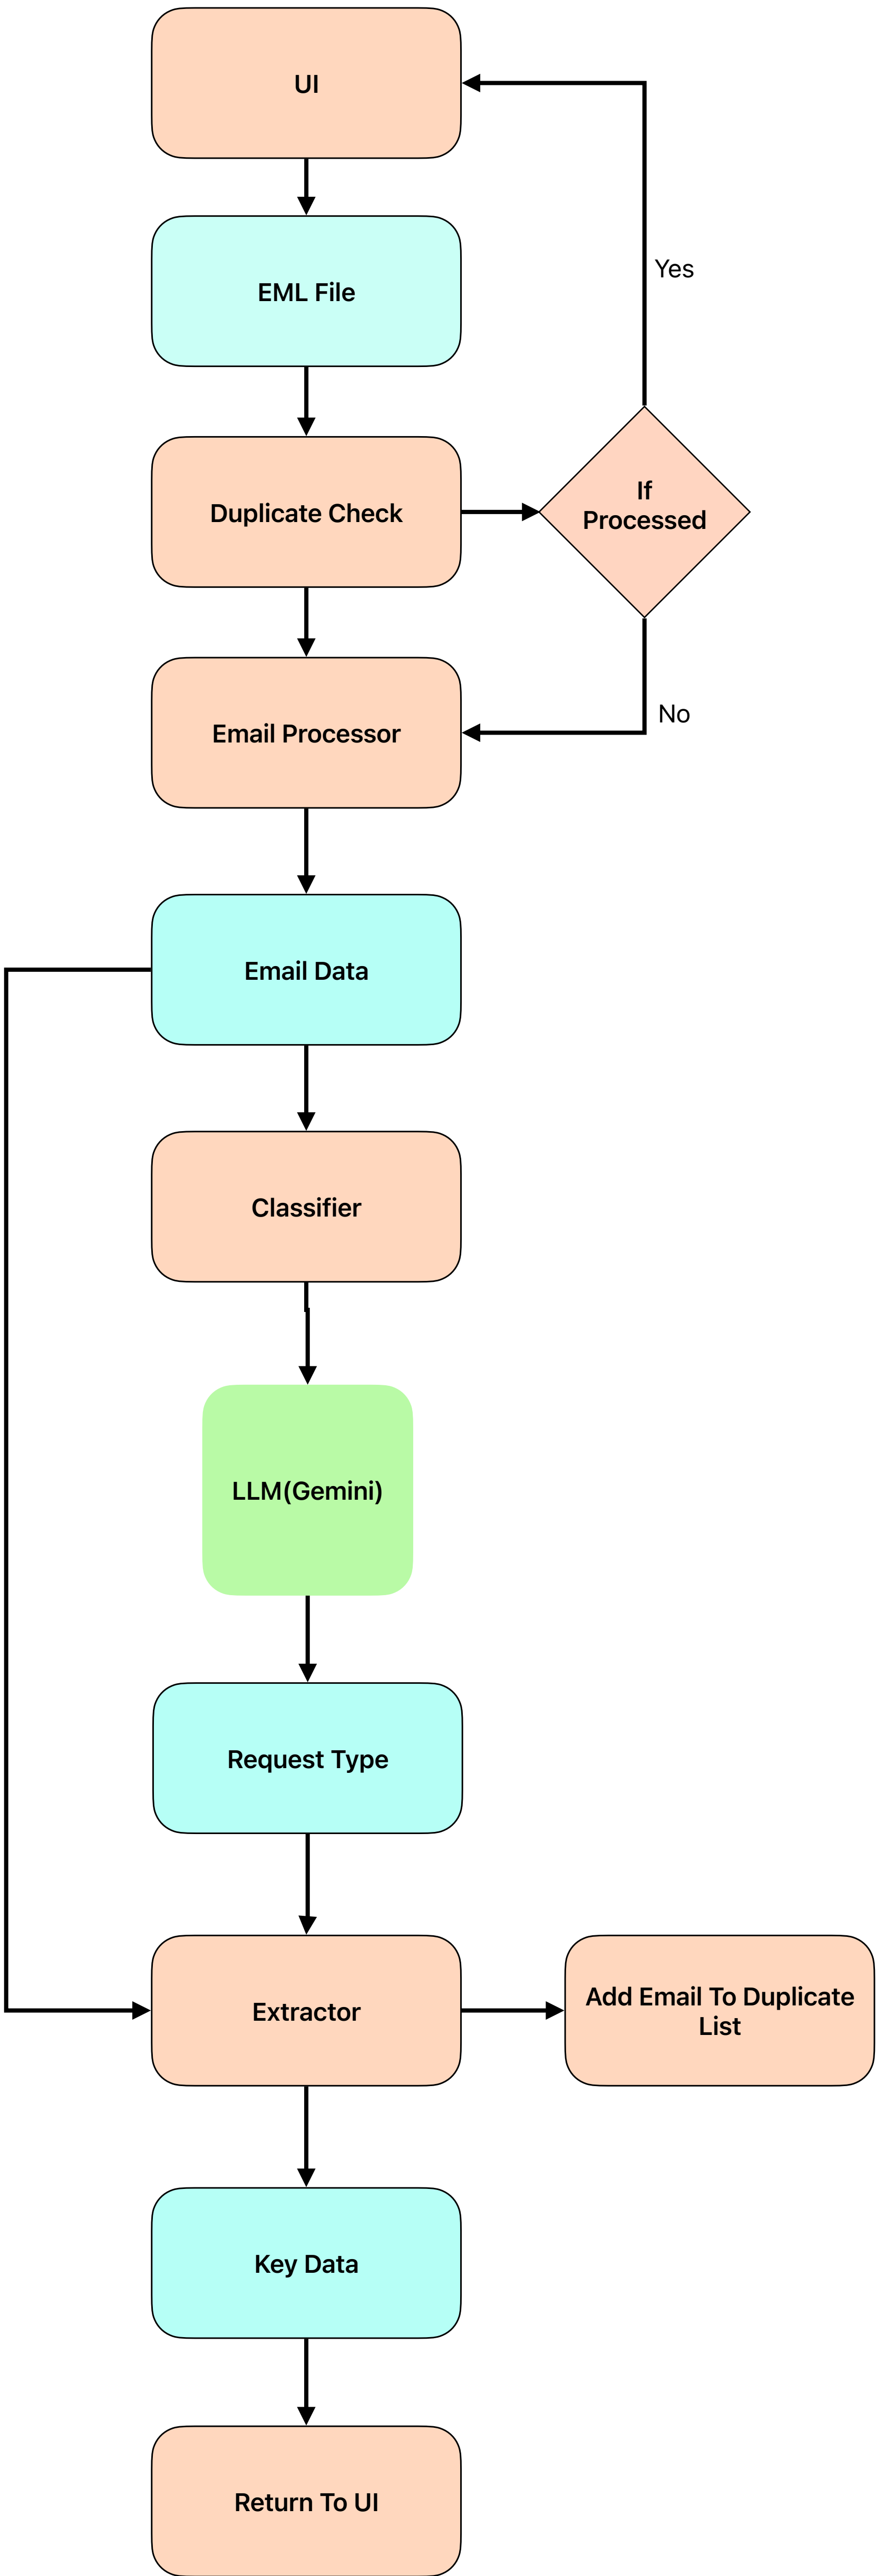 UI
Yes
EML File
If
Processed
Duplicate Check
No
Email Processor
Email Data
Classifier
LLM(Gemini)
Request Type
Extractor
Add Email To Duplicate
List
Key Data
Return To UI